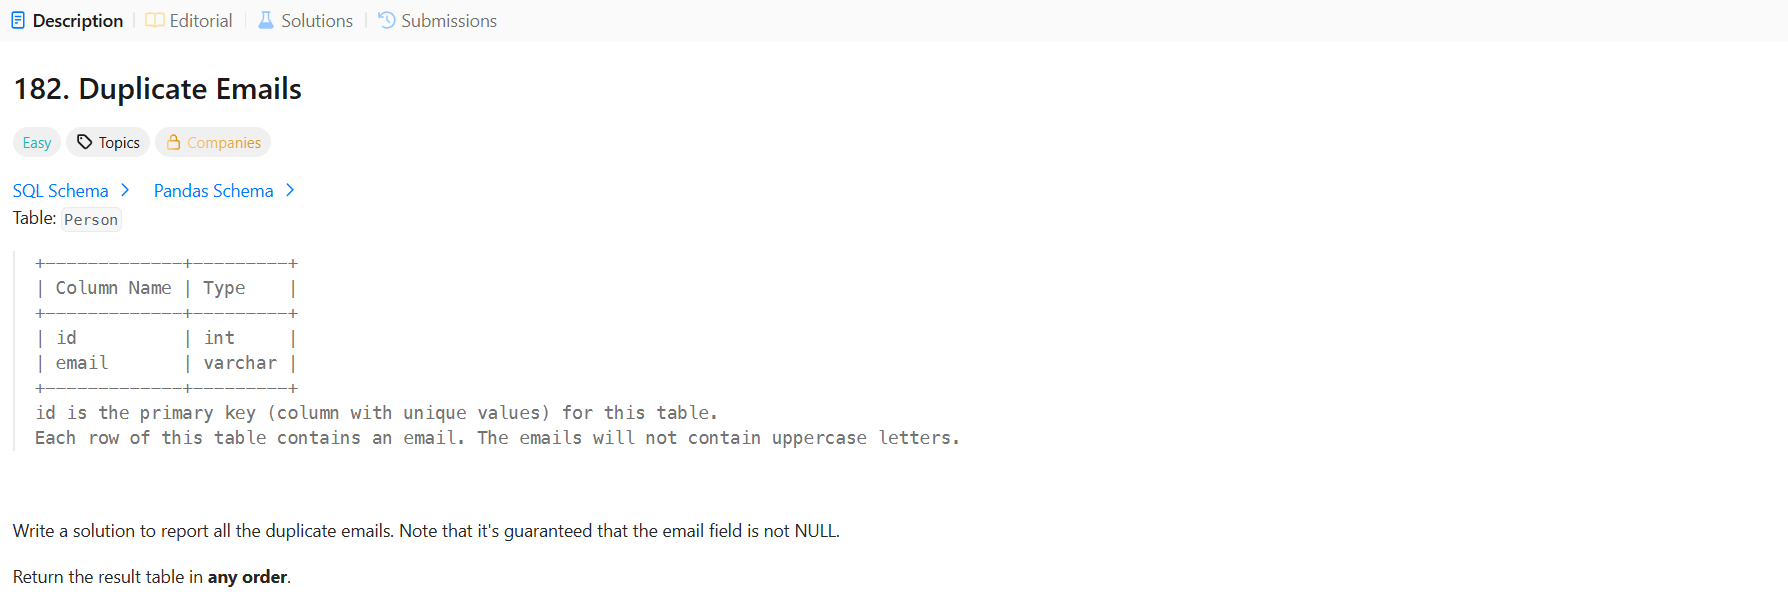 Description | Editorial | Solutions | Submissions
182. Duplicate Emails
Easy Topics Companies
SQL Schema > Pandas Schema >
Table: Person
+-------------+---------+
| Column Name | Type    |
+-------------+---------+
| id          | int     |
| email       | varchar |
+-------------+---------+
id is the primary key (column with unique values) for this table.
Each row of this table contains an email. The emails will not contain uppercase letters.
Write a solution to report all the duplicate emails. Note that it's guaranteed that the email field is not NULL.
Return the result table in any order.